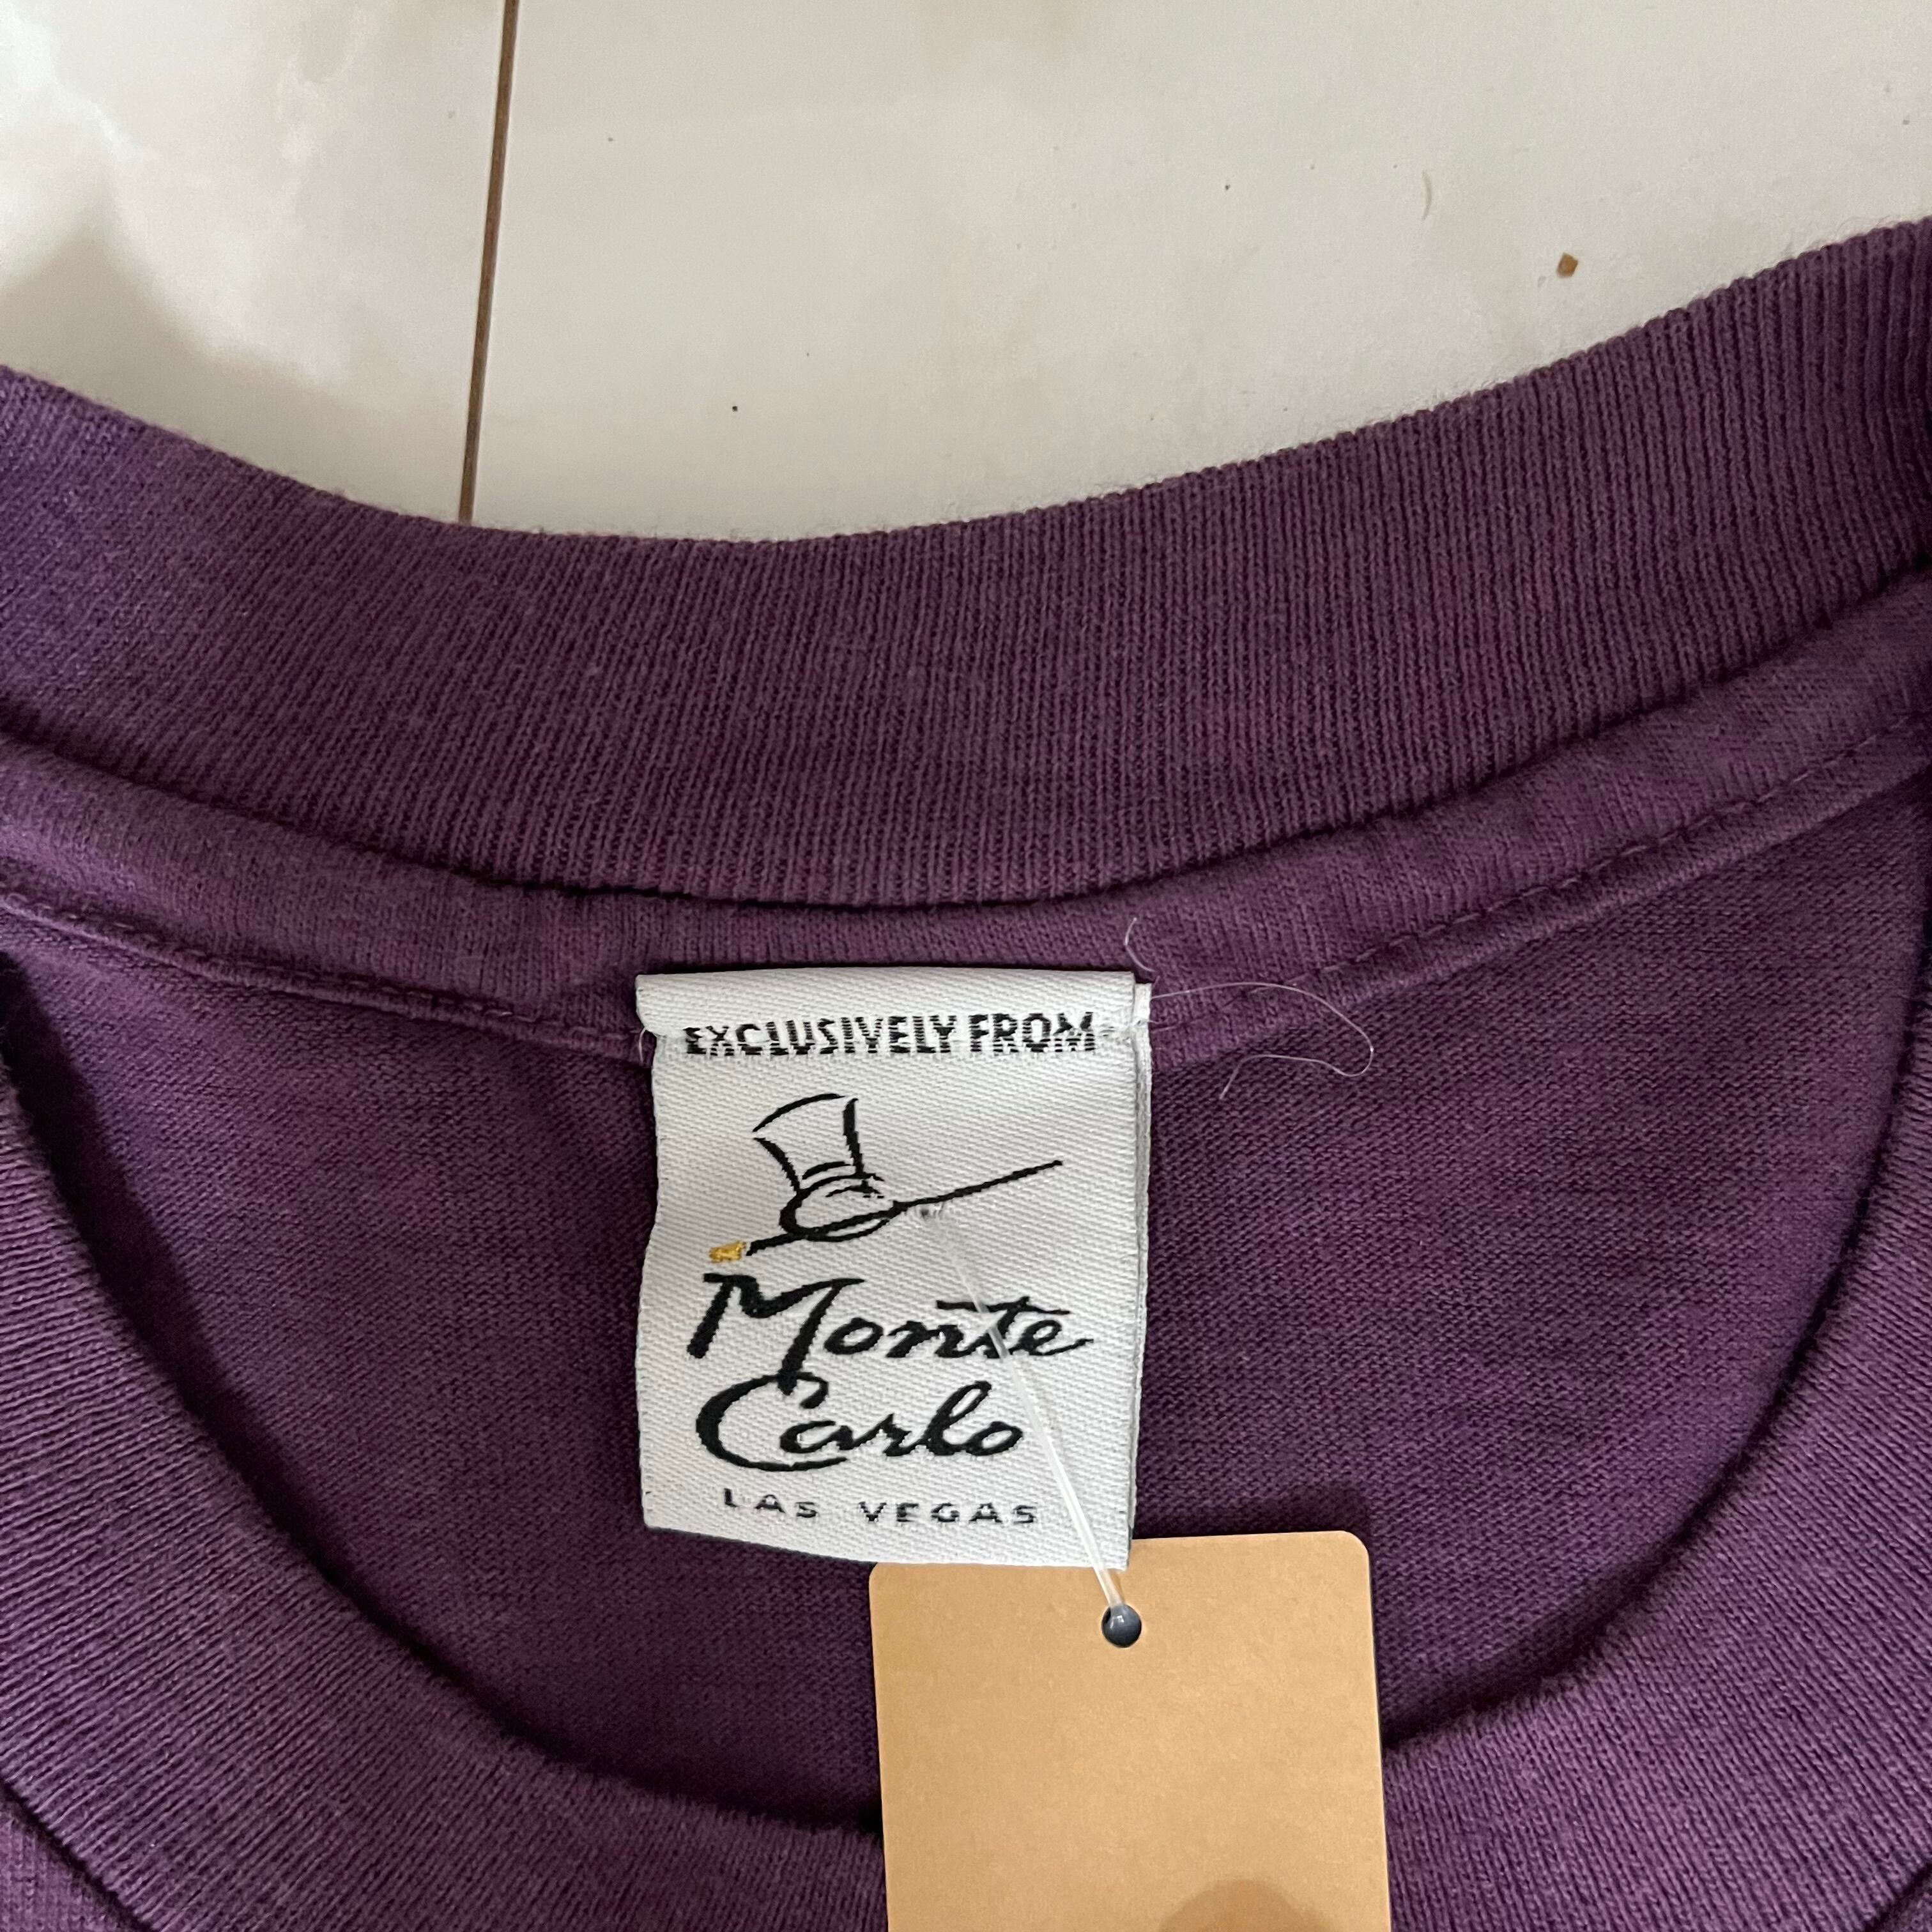 EXCLUSIVELY FROM
Monte
Carlo
LAS VEGAS